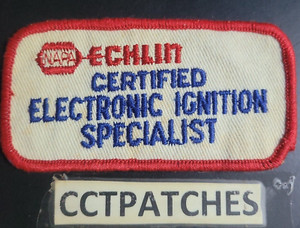 NAPA ECHLIN
CERTIFIED
ELECTRONIC IGNITION
SPECIALIST
CCTPATCHES